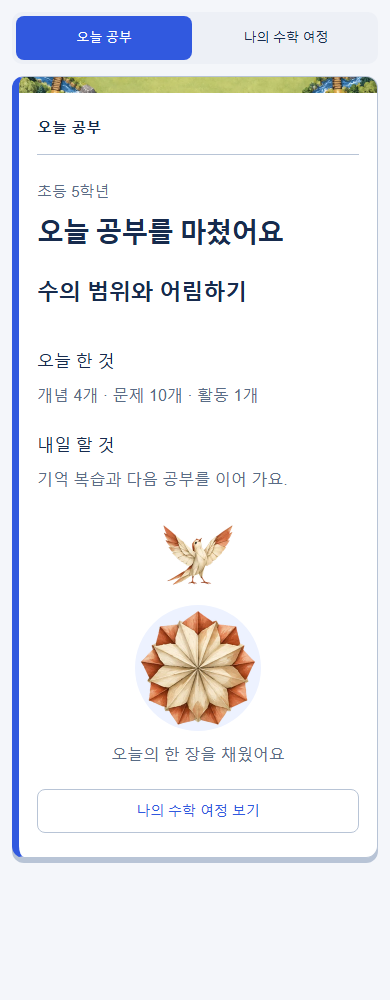 오늘 공부
나의 수학 여정
오늘 공부
초등 5학년
오늘 공부를 마쳤어요
수의 범위와 어림하기
오늘 한 것
개념 4개 · 문제 10개 · 활동 1개
내일 할 것
기억 복습과 다음 공부를 이어 가요.
오늘의 한 장을 채웠어요
나의 수학 여정 보기